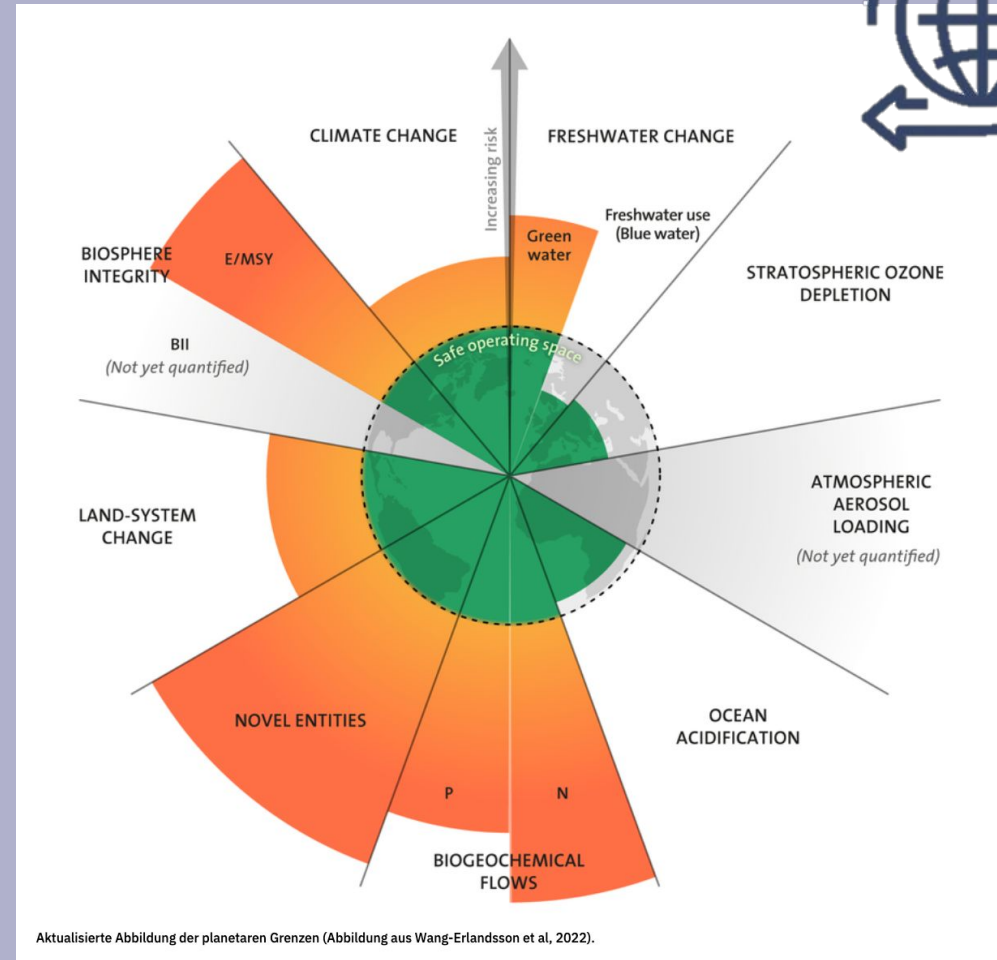 CLIMATE CHANGE
Increasing risk
FRESHWATER CHANGE
Green
water
Freshwater use
(Blue water)
STRATOSPHERIC OZONE
DEPLETION
BIOSPHERE
INTEGRITY
E/MSY
BII
(Not yet quantified)
Safe operating space
ATMOSPHERIC
AEROSOL
LOADING
(Not yet quantified)
LAND-SYSTEM
CHANGE
OCEAN
ACIDIFICATION
NOVEL ENTITIES
P
N
BIOGEOCHEMICAL
FLOWS
Aktualisierte Abbildung der planetaren Grenzen (Abbildung aus Wang-Erlandsson et al, 2022).